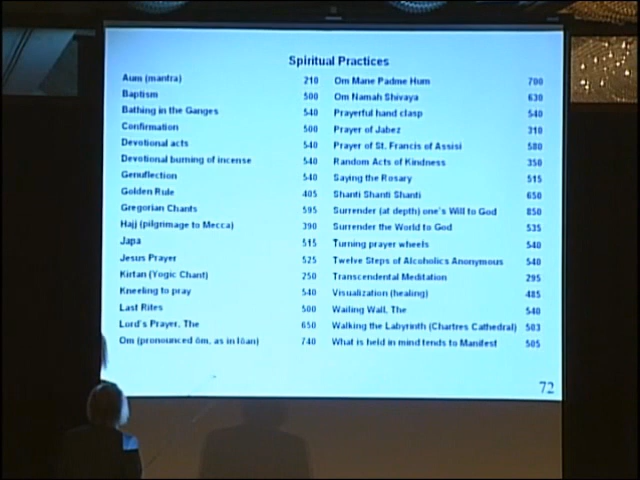 Spiritual Practices
Aum (mantra) 210
Baptism 500
Bathing in the Ganges 540
Confirmation 500
Devotional acts 540
Devotional burning of incense 540
Genuflection 540
Golden Rule 405
Gregorian Chants 595
Hajj (pilgrimage to Mecca) 390
Japa 515
Jesus Prayer 525
Kirtan (Yogic Chant) 250
Kneeling to pray 540
Last Rites 500
Lord's Prayer, The 650
Om (pronounced ōm, as in lōan) 740
Om Mane Padme Hum 700
Om Namah Shivaya 630
Prayerful hand clasp 540
Prayer of Jabez 310
Prayer of St. Francis of Assisi 580
Random Acts of Kindness 350
Saying the Rosary 515
Shanti Shanti Shanti 650
Surrender (at depth) one's Will to God 850
Surrender the World to God 535
Turning prayer wheels 540
Twelve Steps of Alcoholics Anonymous 540
Transcendental Meditation 295
Visualization (healing) 485
Wailing Wall, The 540
Walking the Labyrinth (Chartres Cathedral) 503
What is held in mind tends to Manifest 505
72